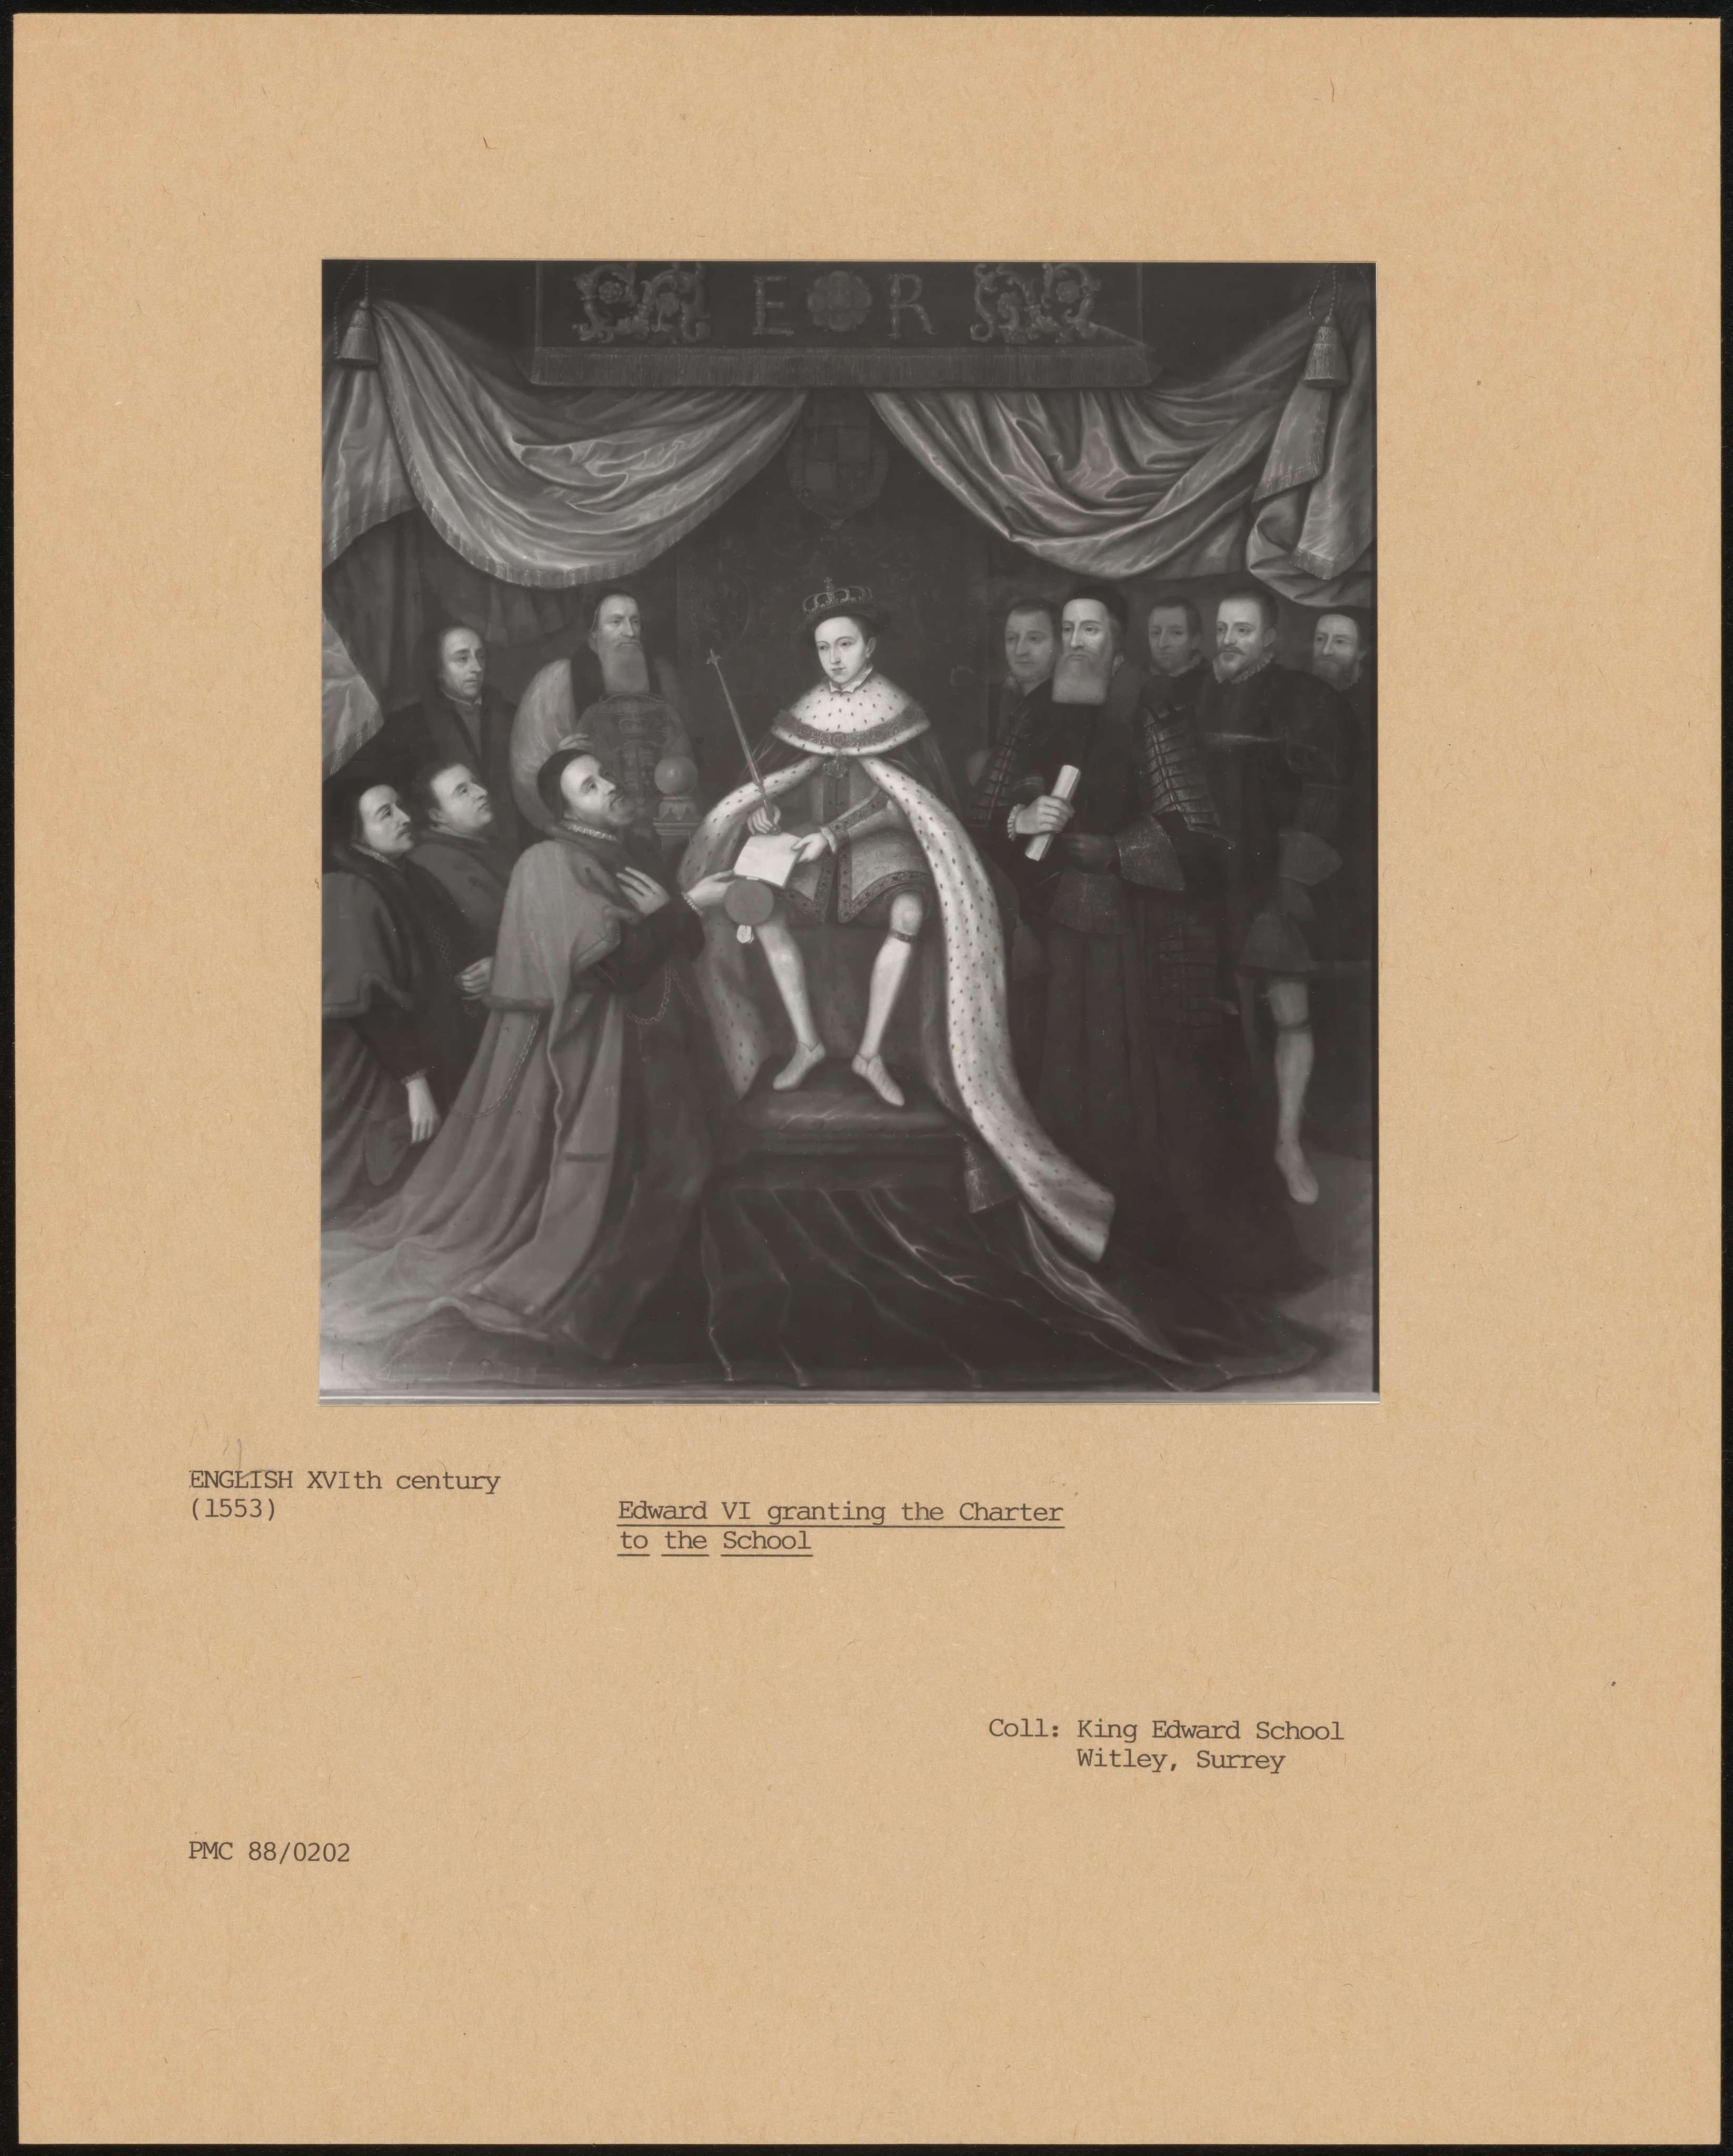 E R
ENGLISH XVIth century
(1553)
Edward VI granting the Charter
to the School
Coll: King Edward School
Witley, Surrey
PMC 88/0202